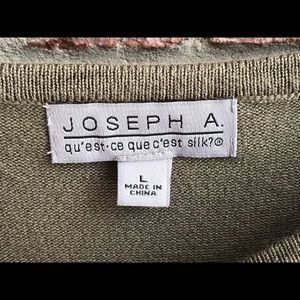 JOSEPH A.
qu'est-ce que c'est silk?®
L
MADE IN
CHINA